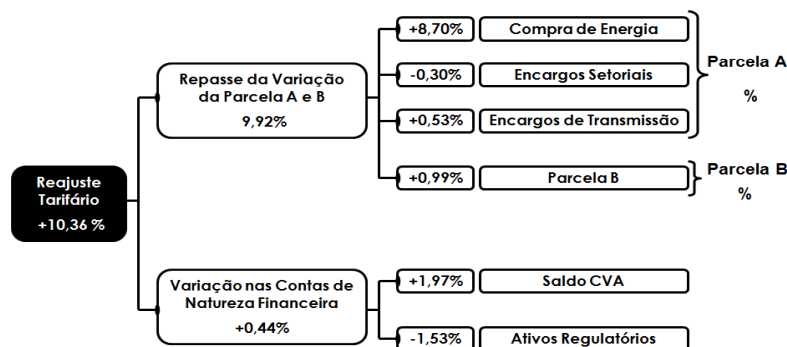 Reajuste
Tarifário
+10,36 %
Repasse da Variação
da Parcela A e B
9,92%
+8,70%
Compra de Energia
-0,30%
Encargos Setoriais
+0,53%
Encargos de Transmissão
Parcela A
%
+0,99%
Parcela B
Parcela B
%
Variação nas Contas de
Natureza Financeira
+0,44%
+1,97%
Saldo CVA
-1,53%
Ativos Regulatórios